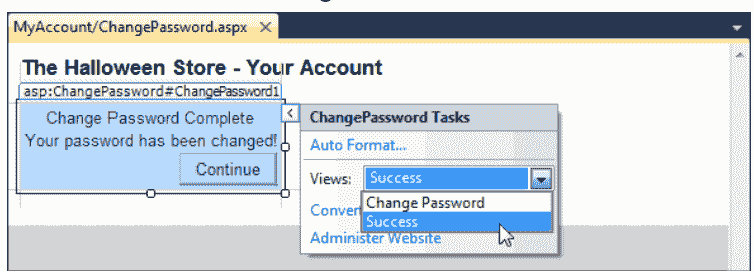 MyAccount/ChangePassword.aspx ×
The Halloween Store - Your Account
asp:ChangePassword#ChangePassword1
Change Password Complete
Your password has been changed!
Continue
<
ChangePassword Tasks
Auto Format...
Views: Success
Change Password
Success
Conver
Administer Website